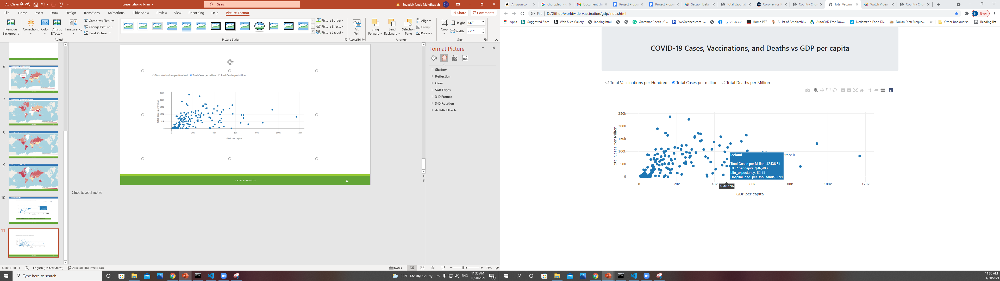 AutoSave Off
presentation-v1-nm
Search
Seyedeh Neda Mehdizadeh SN
File Home Insert Draw Design Transitions Animations Slide Show Review View Recording Help Picture Format
Share Comments
Remove Background
Corrections
Color
Artistic Effects
Transparency
Compress Pictures
Change Picture
Reset Picture
Adjust
Picture Styles
Picture Border
Picture Effects
Picture Layout
Alt Text
Accessibility
Bring Forward
Send Backward
Selection Pane
Align
Group
Rotate
Arrange
Crop
Height: 4.68"
Width: 9.26"
Size
6
7
8
9
10
11
Total Vaccinations per Hundred Total Cases per million Total Deaths per Million
250k
200k
150k
100k
50k
0
Total Cases per Million
0 20k 40k 60k 80k 100k 120k
GDP per capita
GROUP 3 - PROJECT 3
11
Click to add notes
Format Picture
Shadow
Reflection
Glow
Soft Edges
3-D Format
3-D Rotation
Artistic Effects
Slide 11 of 11 English (United States) Accessibility: Investigate
Notes 75%
Type here to search
38°F Mostly cloudy ENG
11:30 AM
11/20/2021
7
Amazon.com
choropleth - G
Document sha
Project Propo
Project Propo
Session Detail
Total Vaccinat
Coronavirus P
Country Chor
Total Vaccinat
Watch Video
Country Chor
File D:/Github/worldwide-vaccination/gdp/index.html
N Error
Apps Suggested Sites Web Slice Gallery landing.html Grammar Check | G... WeGreened.com -... صفحه اصلی Home PTF A List of Scholarshi... AutoCAD Free Dow... Nedamzd's Food Di... Dukan Diet: Freque... » Other bookmarks Reading list
COVID-19 Cases, Vaccinations, and Deaths vs GDP per capita
Total Vaccinations per Hundred Total Cases per million Total Deaths per Million
250k
200k
150k
100k
50k
0
Total Cases per Million
Iceland
Total Cases per Million: 42436.51
GDP per capita: $46,483
Life_expectancy: 82.99
Hospital_bed_per_thousands: 2.91
trace 0
0 20k 40k 60k 80k 100k 120k
46482.96
GDP per capita
11:30 AM
11/20/202